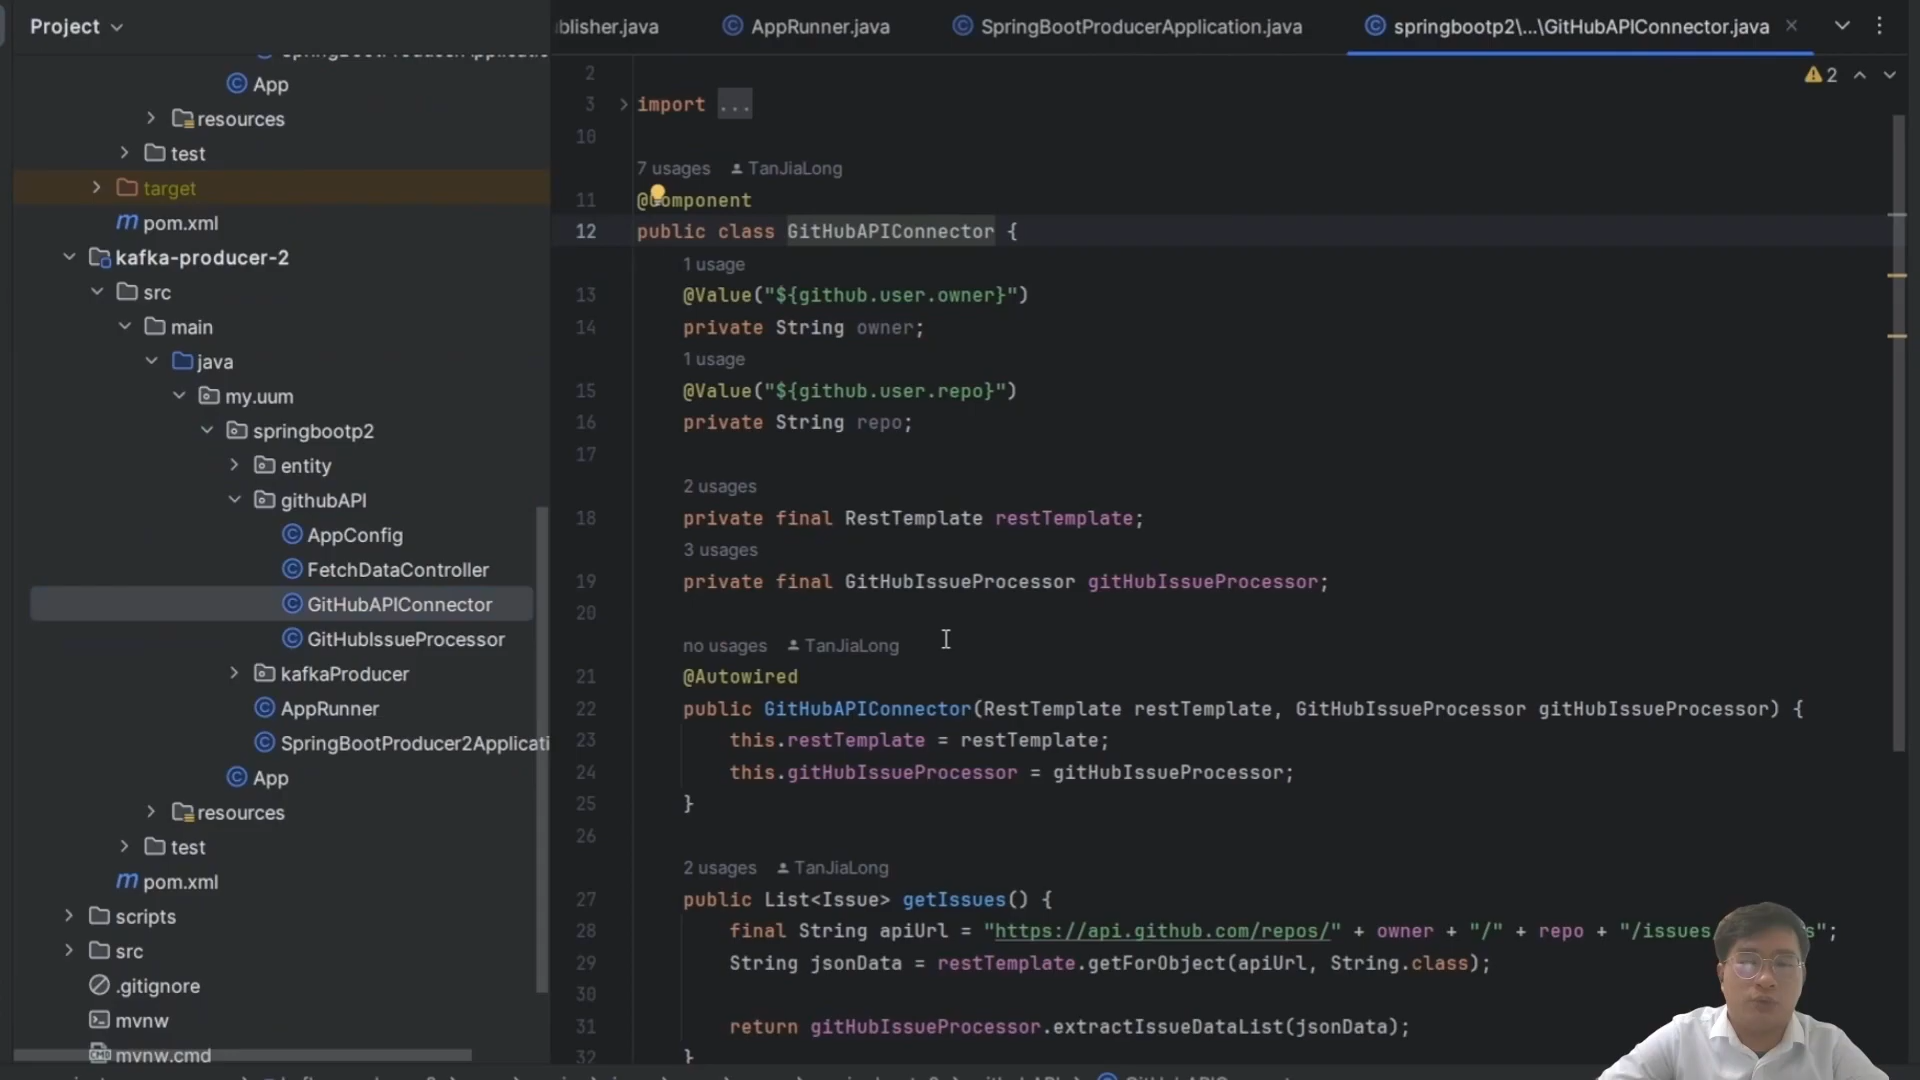 Project
blisher.java
AppRunner.java
SpringBootProducerApplication.java
springbootp2\...\GitHubAPIConnector.java
App
resources
test
target
pom.xml
kafka-producer-2
src
main
java
my.uum
springbootp2
entity
githubAPI
AppConfig
FetchDataController
GitHubAPIConnector
GitHubIssueProcessor
kafkaProducer
AppRunner
SpringBootProducer2Applicati
App
resources
test
pom.xml
scripts
src
.gitignore
mvnw
mvnw.cmd
2
2
3 import ...
10
7 usages TanJiaLong
11 @Component
12 public class GitHubAPIConnector {
1 usage
13 @Value("${github.user.owner}")
14 private String owner;
1 usage
15 @Value("${github.user.repo}")
16 private String repo;
17
2 usages
18 private final RestTemplate restTemplate;
3 usages
19 private final GitHubIssueProcessor gitHubIssueProcessor;
20
no usages TanJiaLong
21 @Autowired
22 public GitHubAPIConnector(RestTemplate restTemplate, GitHubIssueProcessor gitHubIssueProcessor) {
23 this.restTemplate = restTemplate;
24 this.gitHubIssueProcessor = gitHubIssueProcessor;
25 }
26
2 usages TanJiaLong
27 public List<Issue> getIssues() {
28 final String apiUrl = "https://api.github.com/repos/" + owner + "/" + repo + "/issues s";
29 String jsonData = restTemplate.getForObject(apiUrl, String.class);
30
31 return gitHubIssueProcessor.extractIssueDataList(jsonData);
32 }